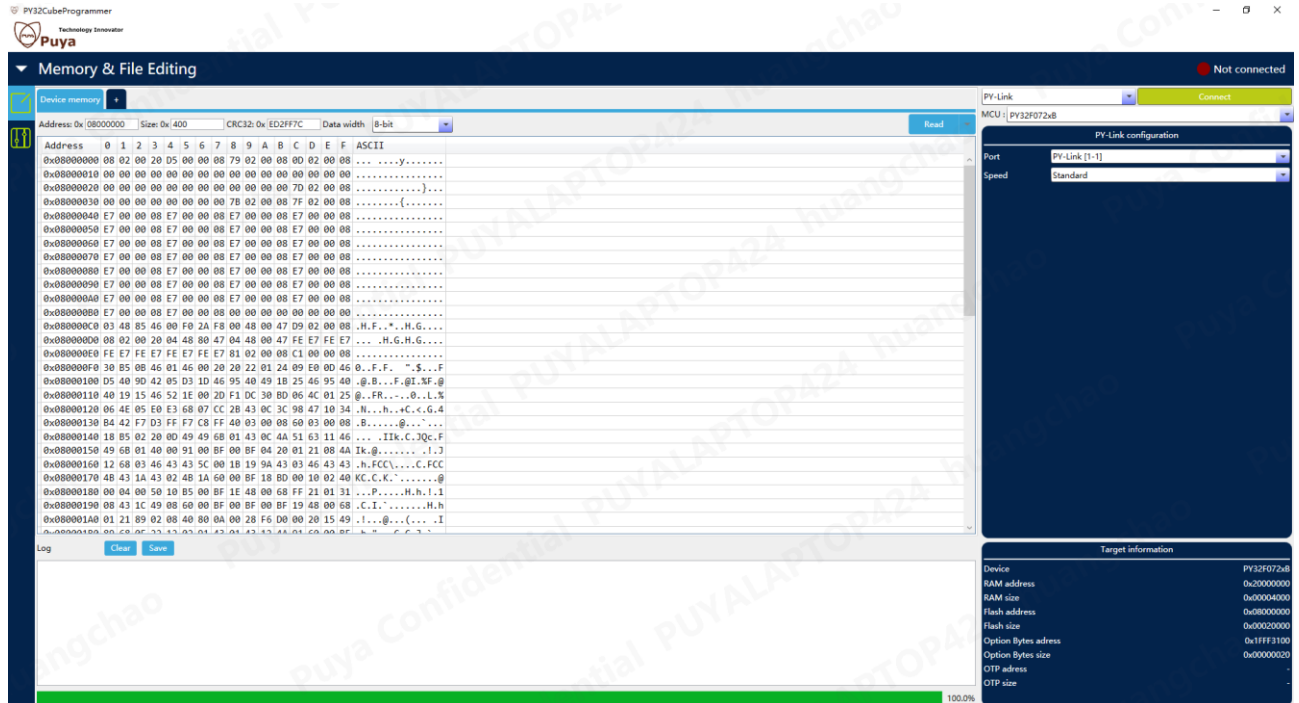 PY32CubeProgrammer
Technology Innovator
Puya
Memory & File Editing
Not connected
Device memory +
Address: 0x 08000000 Size: 0x 400 CRC32: 0x ED2FF7C Data width 8-bit Read
Address 0 1 2 3 4 5 6 7 8 9 A B C D E F ASCII
0x08000000 08 02 00 20 D5 00 00 08 79 02 00 08 0D 02 00 08 ... ....y.......
0x08000010 00 00 00 00 00 00 00 00 00 00 00 00 00 00 00 00 ................
0x08000020 00 00 00 00 00 00 00 00 00 00 00 00 7D 02 00 08 ............}...
0x08000030 00 00 00 00 00 00 00 00 7B 02 00 08 7F 02 00 08 ........{.......
0x08000040 E7 00 00 08 E7 00 00 08 E7 00 00 08 E7 00 00 08 ................
0x08000050 E7 00 00 08 E7 00 00 08 E7 00 00 08 E7 00 00 08 ................
0x08000060 E7 00 00 08 E7 00 00 08 E7 00 00 08 E7 00 00 08 ................
0x08000070 E7 00 00 08 E7 00 00 08 E7 00 00 08 E7 00 00 08 ................
0x08000080 E7 00 00 08 E7 00 00 08 E7 00 00 08 E7 00 00 08 ................
0x08000090 E7 00 00 08 E7 00 00 08 E7 00 00 08 E7 00 00 08 ................
0x080000A0 E7 00 00 08 E7 00 00 08 E7 00 00 08 E7 00 00 08 ................
0x080000B0 E7 00 00 08 E7 00 00 08 00 00 00 00 00 00 00 00 ................
0x080000C0 03 48 85 46 00 F0 2A F8 00 48 00 47 D9 02 00 08 .H.F..*..H.G....
0x080000D0 08 02 00 20 04 48 80 47 04 48 00 47 FE E7 FE E7 ... .H.G.H.G....
0x080000E0 FE E7 FE E7 FE E7 FE E7 81 02 00 08 C1 00 00 08 ................
0x080000F0 30 B5 0B 46 01 46 00 20 20 22 01 24 09 E0 0D 46 0..F.F.  ".$...F
0x08000100 D5 40 9D 42 05 D3 1D 46 95 40 49 1B 25 46 95 40 .@.B...F.@I.%F.@
0x08000110 40 19 15 46 52 1E 00 2D F1 DC 30 BD 06 4C 01 25 @..FR..-..0..L.%
0x08000120 06 4E 05 E0 E3 68 07 CC 2B 43 0C 3C 98 47 10 34 .N...h..+C.<.G.4
0x08000130 B4 42 F7 D3 FF F7 C8 FF 40 03 00 08 60 03 00 08 .B......@...`...
0x08000140 18 B5 02 20 0D 49 49 6B 01 43 0C 4A 51 63 11 46 ... .IIk.C.JQc.F
0x08000150 49 6B 01 40 00 91 00 BF 00 BF 04 20 01 21 08 4A Ik.@....... .!.J
0x08000160 12 68 03 46 43 43 5C 00 1B 19 9A 43 03 46 43 43 .h.FCC\....C.FCC
0x08000170 4B 43 1A 43 02 4B 1A 60 00 BF 18 BD 00 10 02 40 KC.C.K.`.......@
0x08000180 00 04 00 50 10 B5 00 BF 1E 48 00 68 FF 21 01 31 ...P.....H.h.!.1
0x08000190 08 43 1C 49 08 60 00 BF 00 BF 00 BF 19 48 00 68 .C.I.`.......H.h
0x080001A0 01 21 89 02 08 40 80 0A 00 28 F6 D0 00 20 15 49 .!...@...(... .I
Log Clear Save
100.0%
PY-Link Connect
MCU : PY32F072xB
PY-Link configuration
Port PY-Link [1-1]
Speed Standard
Target information
Device PY32F072xB
RAM address 0x20000000
RAM size 0x00004000
Flash address 0x08000000
Flash size 0x00020000
Option Bytes adress 0x1FFF3100
Option Bytes size 0x00000020
OTP adress -
OTP size -